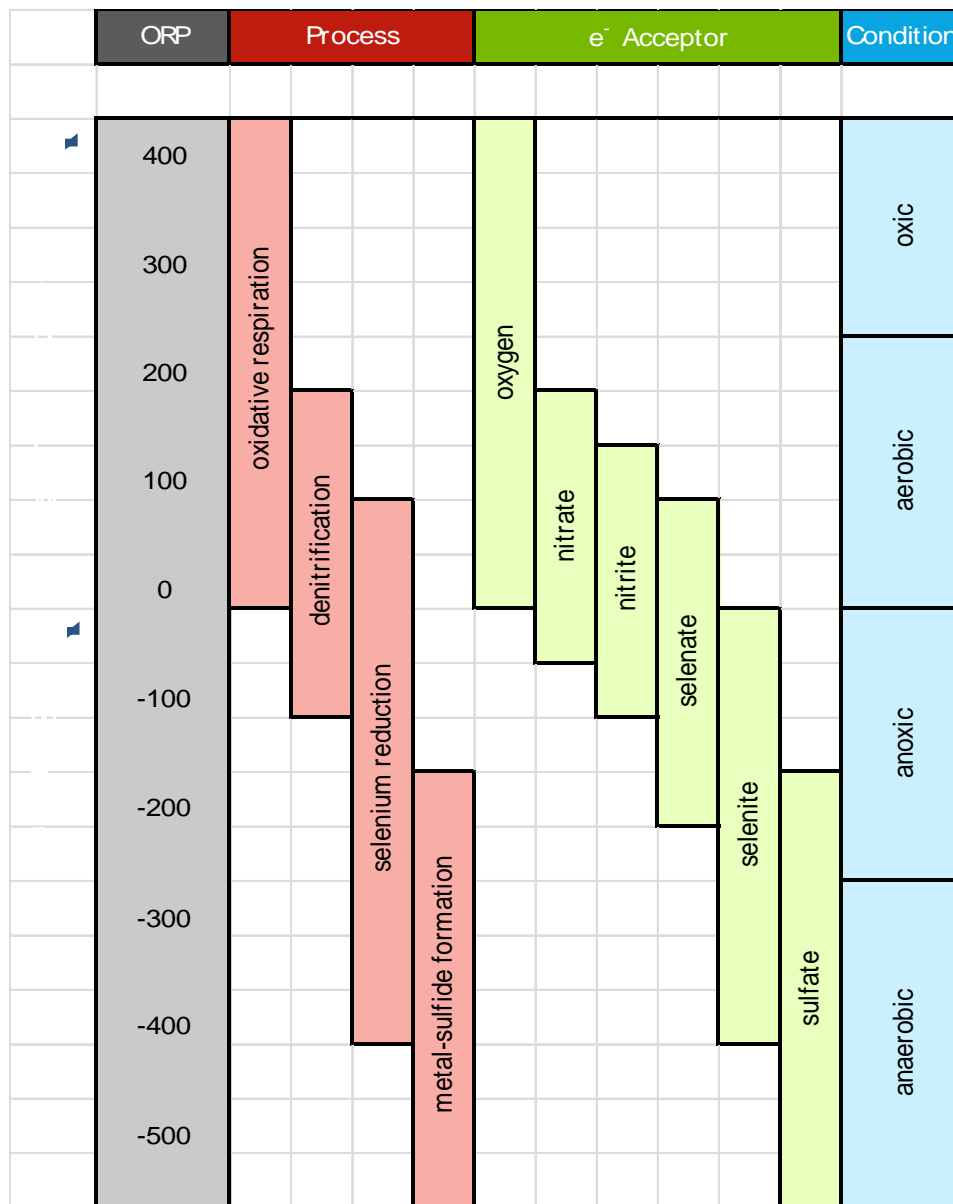 ORP Process e⁻ Acceptor Condition
400
300
200
100
0
-100
-200
-300
-400
-500
oxidative respiration
denitrification
selenium reduction
metal-sulfide formation
oxygen
nitrate
nitrite
selenate
selenite
sulfate
oxic
aerobic
anoxic
anaerobic